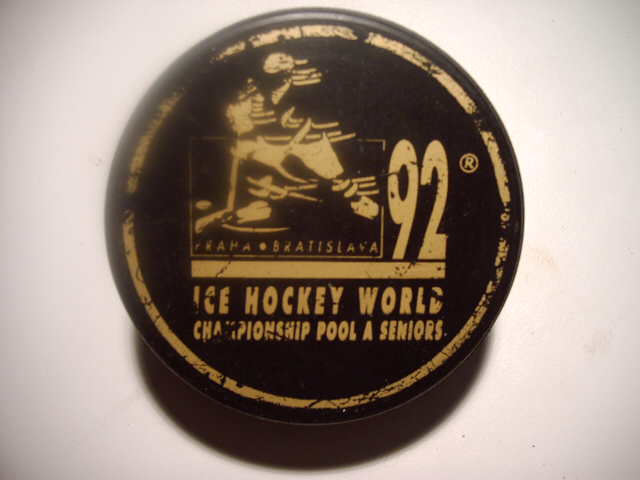 92 ®
PRAHA • BRATISLAVA
ICE HOCKEY WORLD
CHAMPIONSHIP POOL A SENIORS